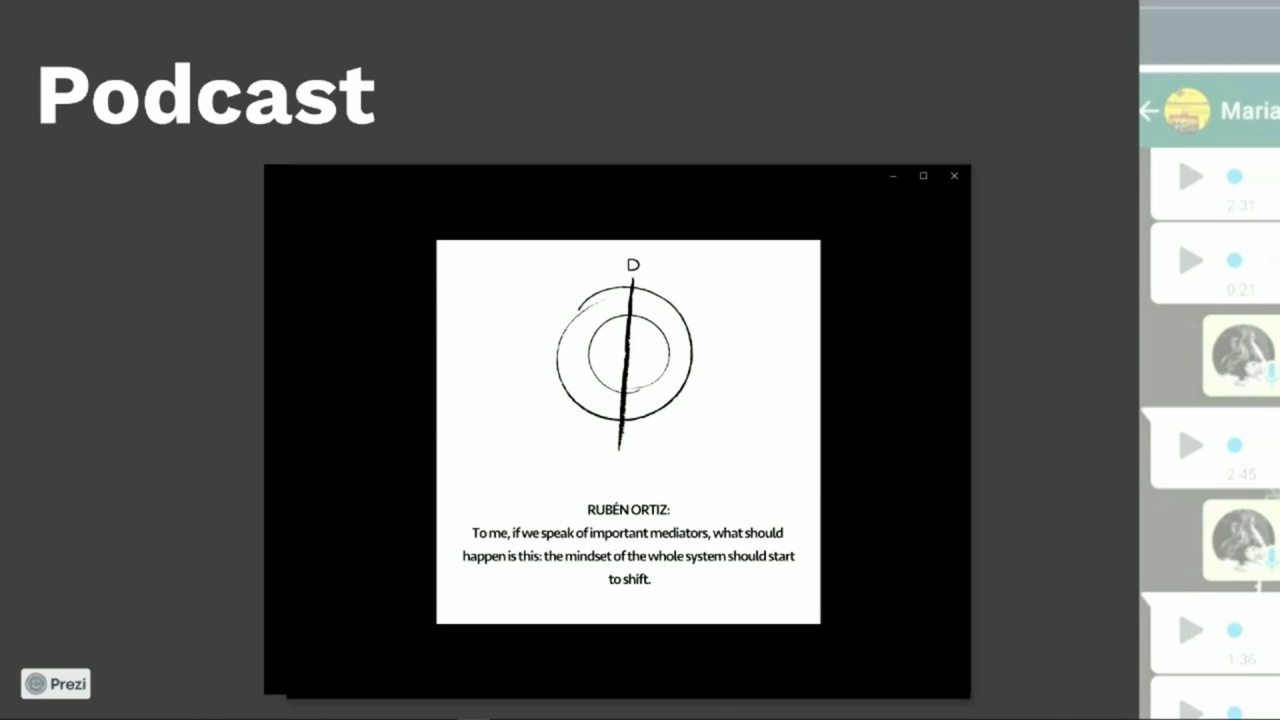 Podcast
D
RUBÉN ORTIZ:
To me, if we speak of important mediators, what should
happen is this: the mindset of the whole system should start
to shift.
Prezi
Maria
2:31
0:21
2:45
1:36